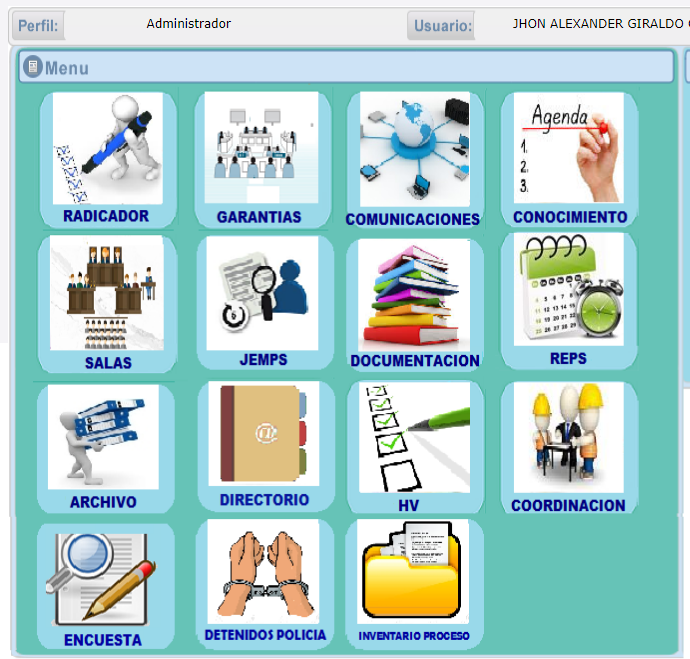 Perfil: Administrador Usuario: JHON ALEXANDER GIRALDO
Menu
Agenda
1.
2.
3.
RADICADOR GARANTIAS COMUNICACIONES CONOCIMIENTO
SALAS JEMPS DOCUMENTACION REPS
@
ARCHIVO DIRECTORIO HV COORDINACION
ENCUESTA DETENIDOS POLICIA INVENTARIO PROCESO